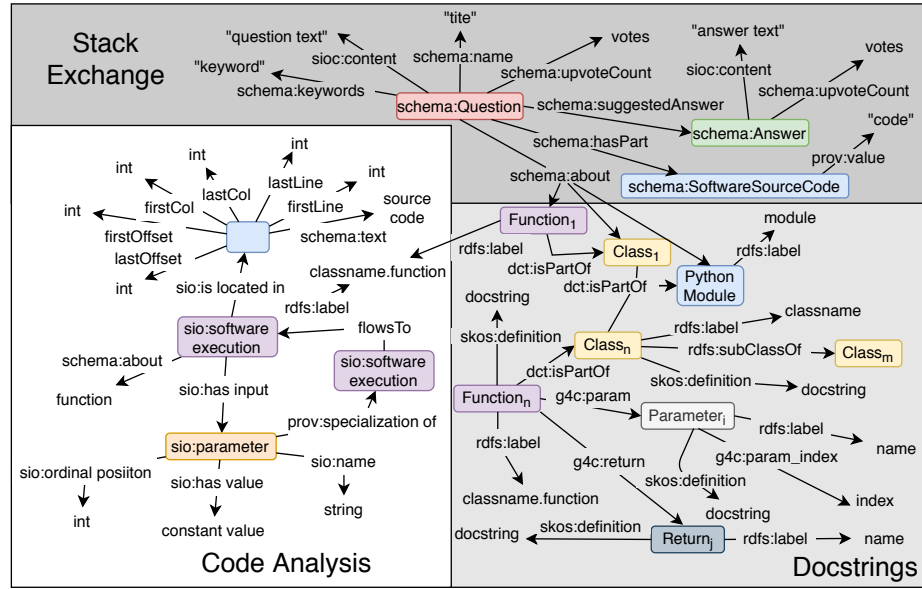 Stack
Exchange
"tite"
"question text"
votes
"answer text"
sioc:content
schema:name
sioc:content
votes
"keyword"
schema:upvoteCount
schema:keywords
schema:upvoteCount
schema:Question
schema:suggestedAnswer
"code"
schema:Answer
schema:hasPart
prov:value
schema:about
schema:SoftwareSourceCode
int
int
int
lastCol
lastLine
int
firstCol
firstLine
source
code
int
firstOffset
schema:text
lastOffset
int
sio:is located in
rdfs:label
classname.function
sio:software
execution
flowsTo
schema:about
sio:software
execution
function
sio:has input
prov:specialization of
sio:parameter
sio:ordinal posiiton
sio:name
sio:has value
int
string
constant value
Code Analysis
Function1
module
rdfs:label
Class1
rdfs:label
dct:isPartOf
Python
Module
dct:isPartOf
docstring
classname
skos:definition
rdfs:label
Classn
rdfs:subClassOf
Classm
dct:isPartOf
skos:definition
docstring
Functionn
g4c:param
Parameteri
rdfs:label
rdfs:label
name
g4c:return
g4c:param_index
skos:definition
classname.function
index
docstring
docstring
skos:definition
Returnj
rdfs:label
name
Docstrings